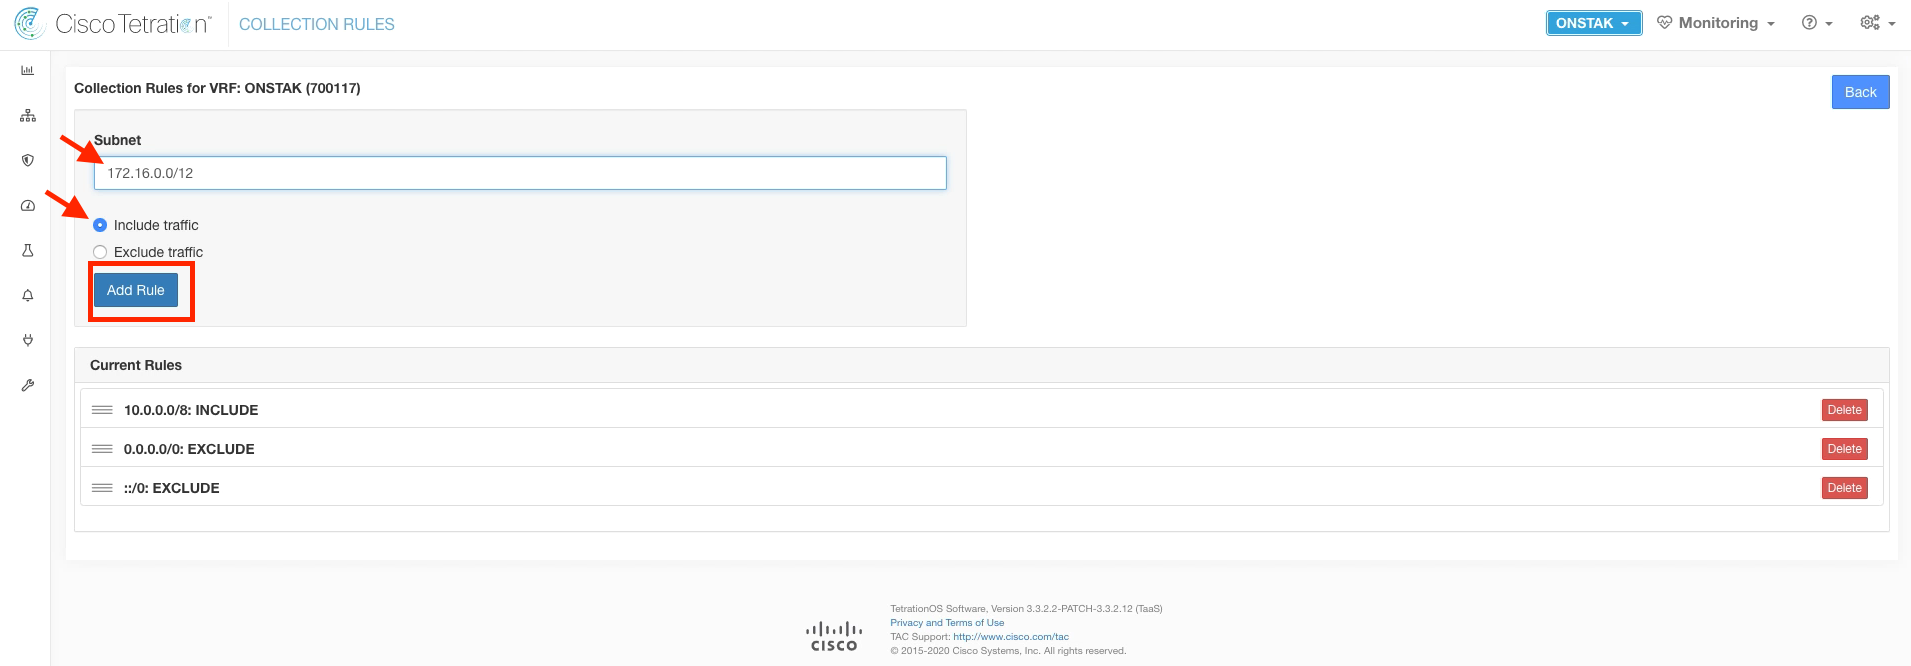 Cisco Tetration™
COLLECTION RULES
ONSTAK
Monitoring
Collection Rules for VRF: ONSTAK (700117)
Back
Subnet
172.16.0.0/12
Include traffic
Exclude traffic
Add Rule
Current Rules
10.0.0.0/8: INCLUDE
Delete
0.0.0.0/0: EXCLUDE
Delete
::/0: EXCLUDE
Delete
CISCO
TetrationOS Software, Version 3.3.2.2-PATCH-3.3.2.12 (TaaS)
Privacy and Terms of Use
TAC Support: http://www.cisco.com/tac
© 2015-2020 Cisco Systems, Inc. All rights reserved.